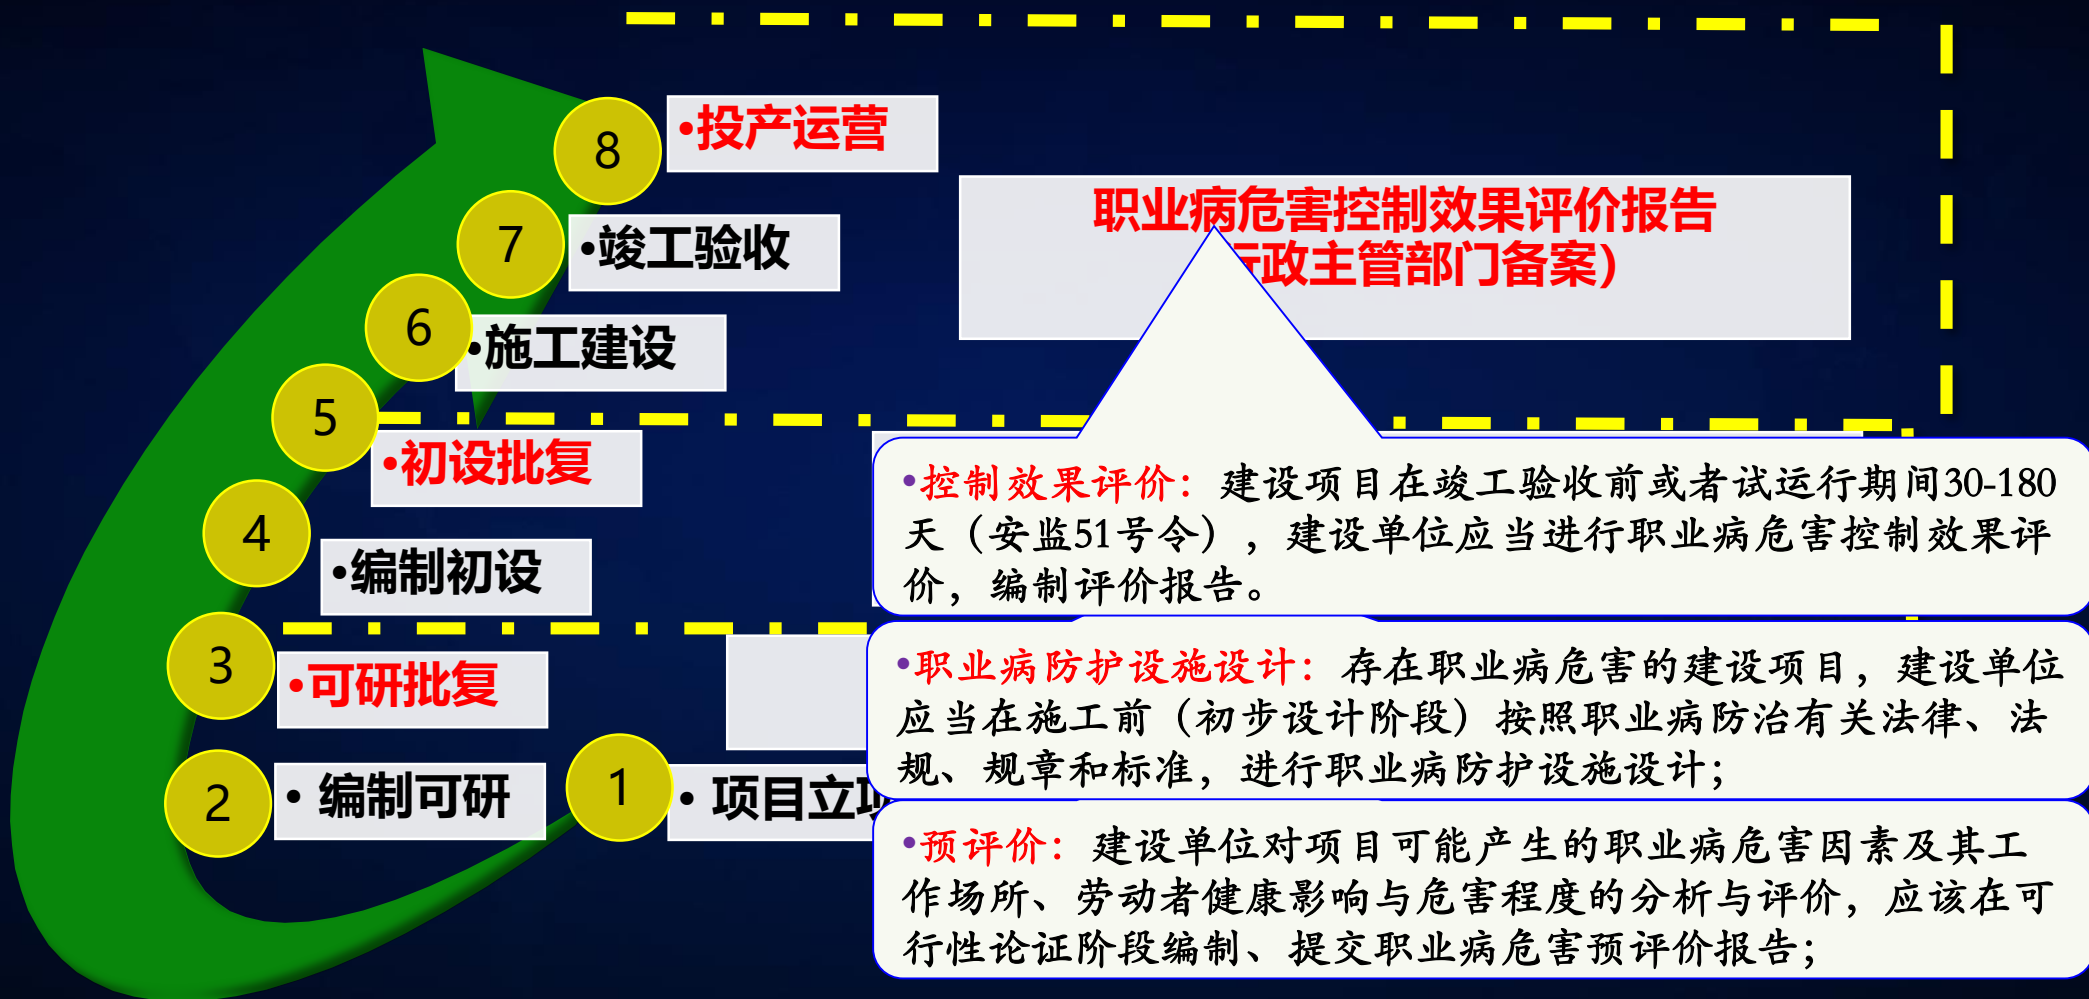 8
•投产运营
职业病危害控制效果评价报告
行政主管部门备案）
7
•竣工验收
6
•施工建设
5
•初设批复
4
•编制初设
3
•可研批复
2
• 编制可研
1
• 项目立项
•控制效果评价：建设项目在竣工验收前或者试运行期间30-180
天（安监51号令），建设单位应当进行职业病危害控制效果评
价，编制评价报告。
•职业病防护设施设计：存在职业病危害的建设项目，建设单位
应当在施工前（初步设计阶段）按照职业病防治有关法律、法
规、规章和标准，进行职业病防护设施设计；
•预评价：建设单位对项目可能产生的职业病危害因素及其工
作场所、劳动者健康影响与危害程度的分析与评价，应该在可
行性论证阶段编制、提交职业病危害预评价报告；